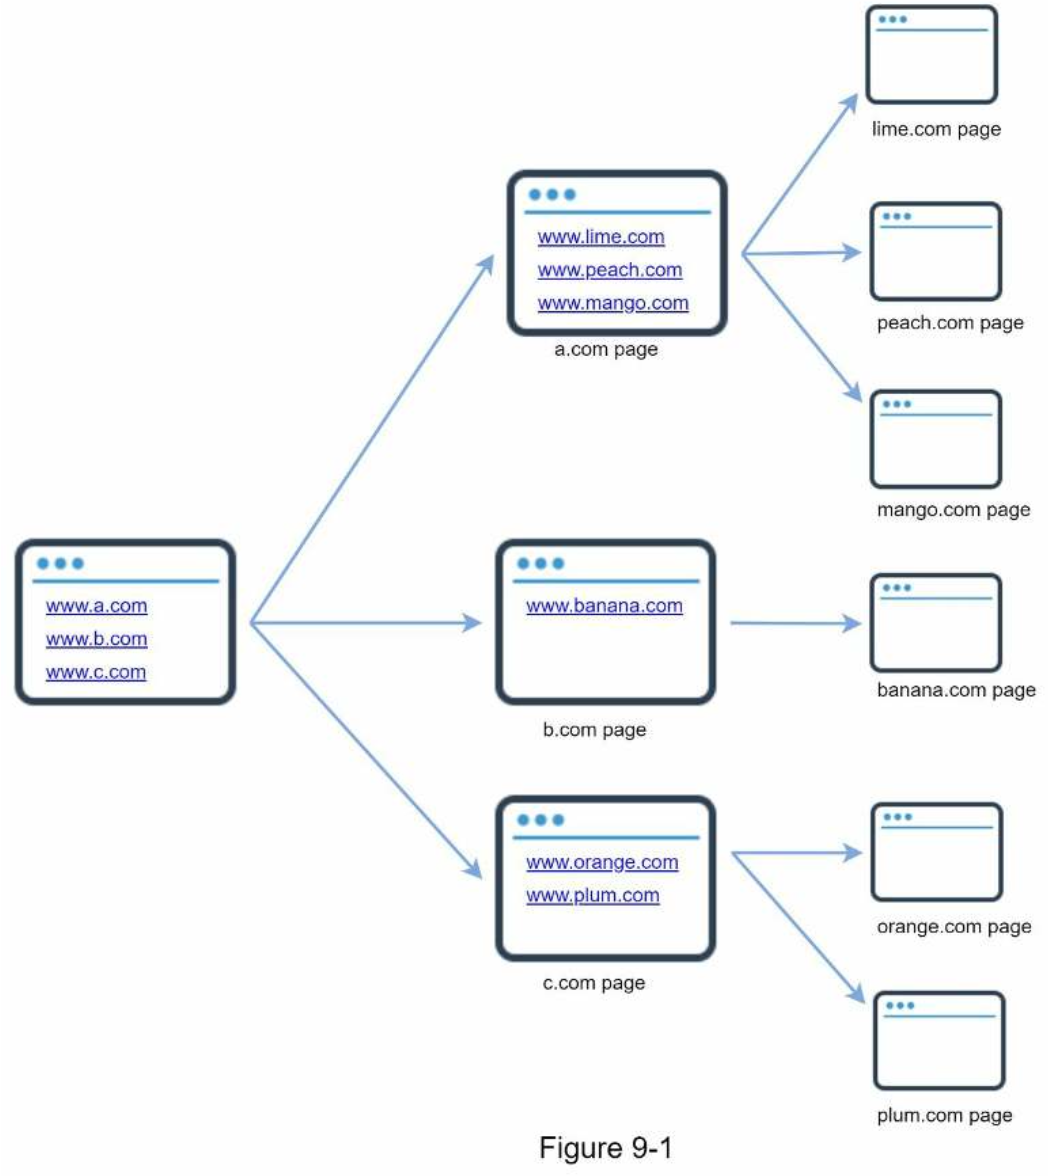 www.a.com
www.b.com
www.c.com
www.lime.com
www.peach.com
www.mango.com
a.com page
www.banana.com
b.com page
www.orange.com
www.plum.com
c.com page
lime.com page
peach.com page
mango.com page
banana.com page
orange.com page
plum.com page
Figure 9-1